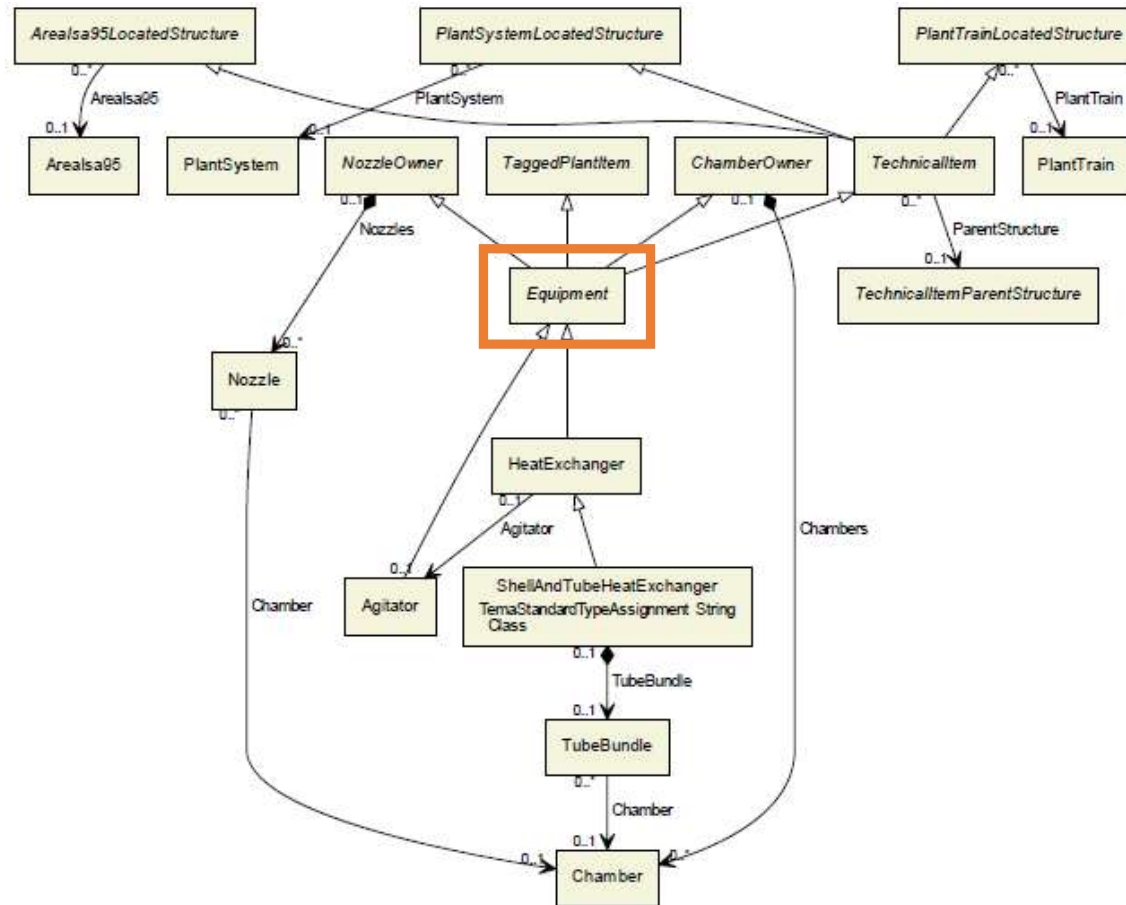 AreaIsa95LocatedStructure
PlantSystemLocatedStructure
PlantTrainLocatedStructure
0..*
0..*
0..*
AreaIsa95
PlantSystem
PlantTrain
0..1
0..1
0..1
AreaIsa95
PlantSystem
NozzleOwner
TaggedPlantItem
ChamberOwner
TechnicalItem
PlantTrain
0..1
0..1
0..*
Nozzles
ParentStructure
0..1
Equipment
TechnicalItemParentStructure
0..*
Nozzle
0..*
HeatExchanger
0..1
Agitator
Chambers
0..1
Chamber
Agitator
ShellAndTubeHeatExchanger
TemaStandardTypeAssignment String
Class
0..1
TubeBundle
0..1
TubeBundle
0..*
Chamber
0..1
0..1
0..*
Chamber